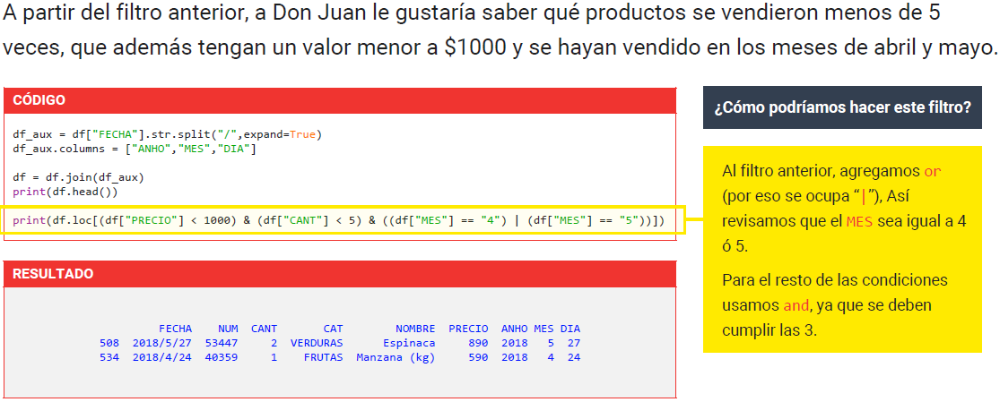 A partir del filtro anterior, a Don Juan le gustaría saber qué productos se vendieron menos de 5
veces, que además tengan un valor menor a $1000 y se hayan vendido en los meses de abril y mayo.
CÓDIGO
df_aux = df["FECHA"].str.split("/",expand=True)
df_aux.columns = ["ANHO","MES","DIA"]
df = df.join(df_aux)
print(df.head())
print(df.loc[(df["PRECIO"] < 1000) & (df["CANT"] < 5) & ((df["MES"] == "4") | (df["MES"] == "5"))])
RESULTADO
FECHA NUM CANT CAT NOMBRE PRECIO ANHO MES DIA
508 2018/5/27 53447 2 VERDURAS Espinaca 890 2018 5 27
534 2018/4/24 40359 1 FRUTAS Manzana (kg) 590 2018 4 24
¿Cómo podríamos hacer este filtro?
Al filtro anterior, agregamos or
(por eso se ocupa “|”), Así
revisamos que el MES sea igual a 4
ó 5.
Para el resto de las condiciones
usamos and, ya que se deben
cumplir las 3.